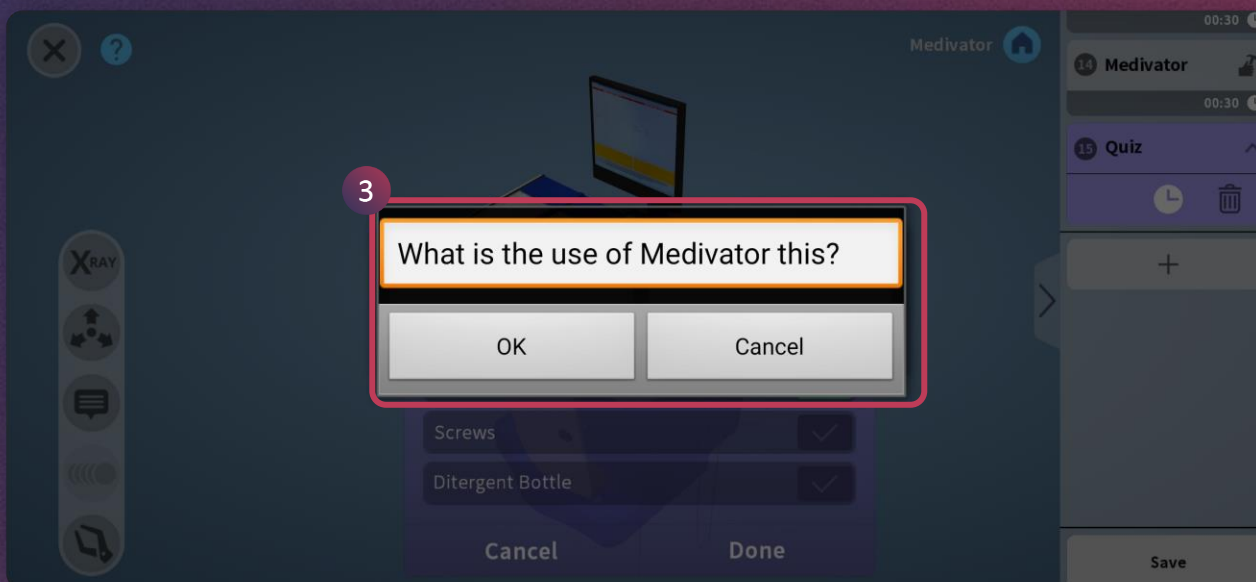 ?
Medivator
00:30
14 Medivator
00:30
15 Quiz
3
What is the use of Medivator this?
OK
Cancel
XRAY
Screws
Ditergent Bottle
Cancel
Done
+
Save